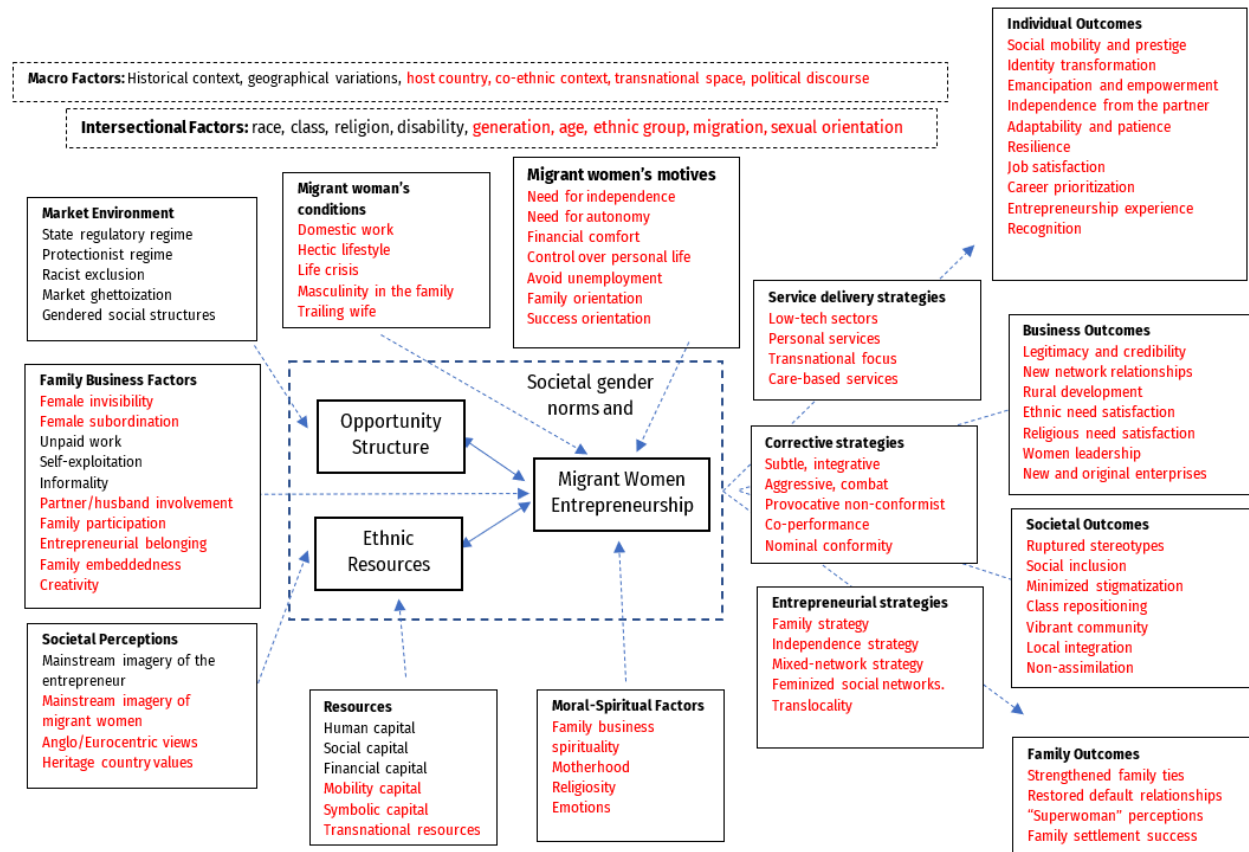 Macro Factors: Historical context, geographical variations, host country, co-ethnic context, transnational space, political discourse
Intersectional Factors: race, class, religion, disability, generation, age, ethnic group, migration, sexual orientation
Market Environment
State regulatory regime
Protectionist regime
Racist exclusion
Market ghettoization
Gendered social structures
Migrant woman's
conditions
Domestic work
Hectic lifestyle
Life crisis
Masculinity in the family
Trailing wife
Migrant women's motives
Need for independence
Need for autonomy
Financial comfort
Control over personal life
Avoid unemployment
Family orientation
Success orientation
Family Business Factors
Female invisibility
Female subordination
Unpaid work
Self-exploitation
Informality
Partner/husband involvement
Family participation
Entrepreneurial belonging
Family embeddedness
Creativity
Societal Perceptions
Mainstream imagery of the
entrepreneur
Mainstream imagery of
migrant women
Anglo/Eurocentric views
Heritage country values
Societal gender
norms and
Opportunity
Structure
Migrant Women
Entrepreneurship
Ethnic
Resources
Resources
Human capital
Social capital
Financial capital
Mobility capital
Symbolic capital
Transnational resources
Moral-Spiritual Factors
Family business
spirituality
Motherhood
Religiosity
Emotions
Service delivery strategies
Low-tech sectors
Personal services
Transnational focus
Care-based services
Corrective strategies
Subtle, integrative
Aggressive, combat
Provocative non-conformist
Co-performance
Nominal conformity
Entrepreneurial strategies
Family strategy
Independence strategy
Mixed-network strategy
Feminized social networks.
Translocality
Individual Outcomes
Social mobility and prestige
Identity transformation
Emancipation and empowerment
Independence from the partner
Adaptability and patience
Resilience
Job satisfaction
Career prioritization
Entrepreneurship experience
Recognition
Business Outcomes
Legitimacy and credibility
New network relationships
Rural development
Ethnic need satisfaction
Religious need satisfaction
Women leadership
New and original enterprises
Societal Outcomes
Ruptured stereotypes
Social inclusion
Minimized stigmatization
Class repositioning
Vibrant community
Local integration
Non-assimilation
Family Outcomes
Strengthened family ties
Restored default relationships
"Superwoman" perceptions
Family settlement success